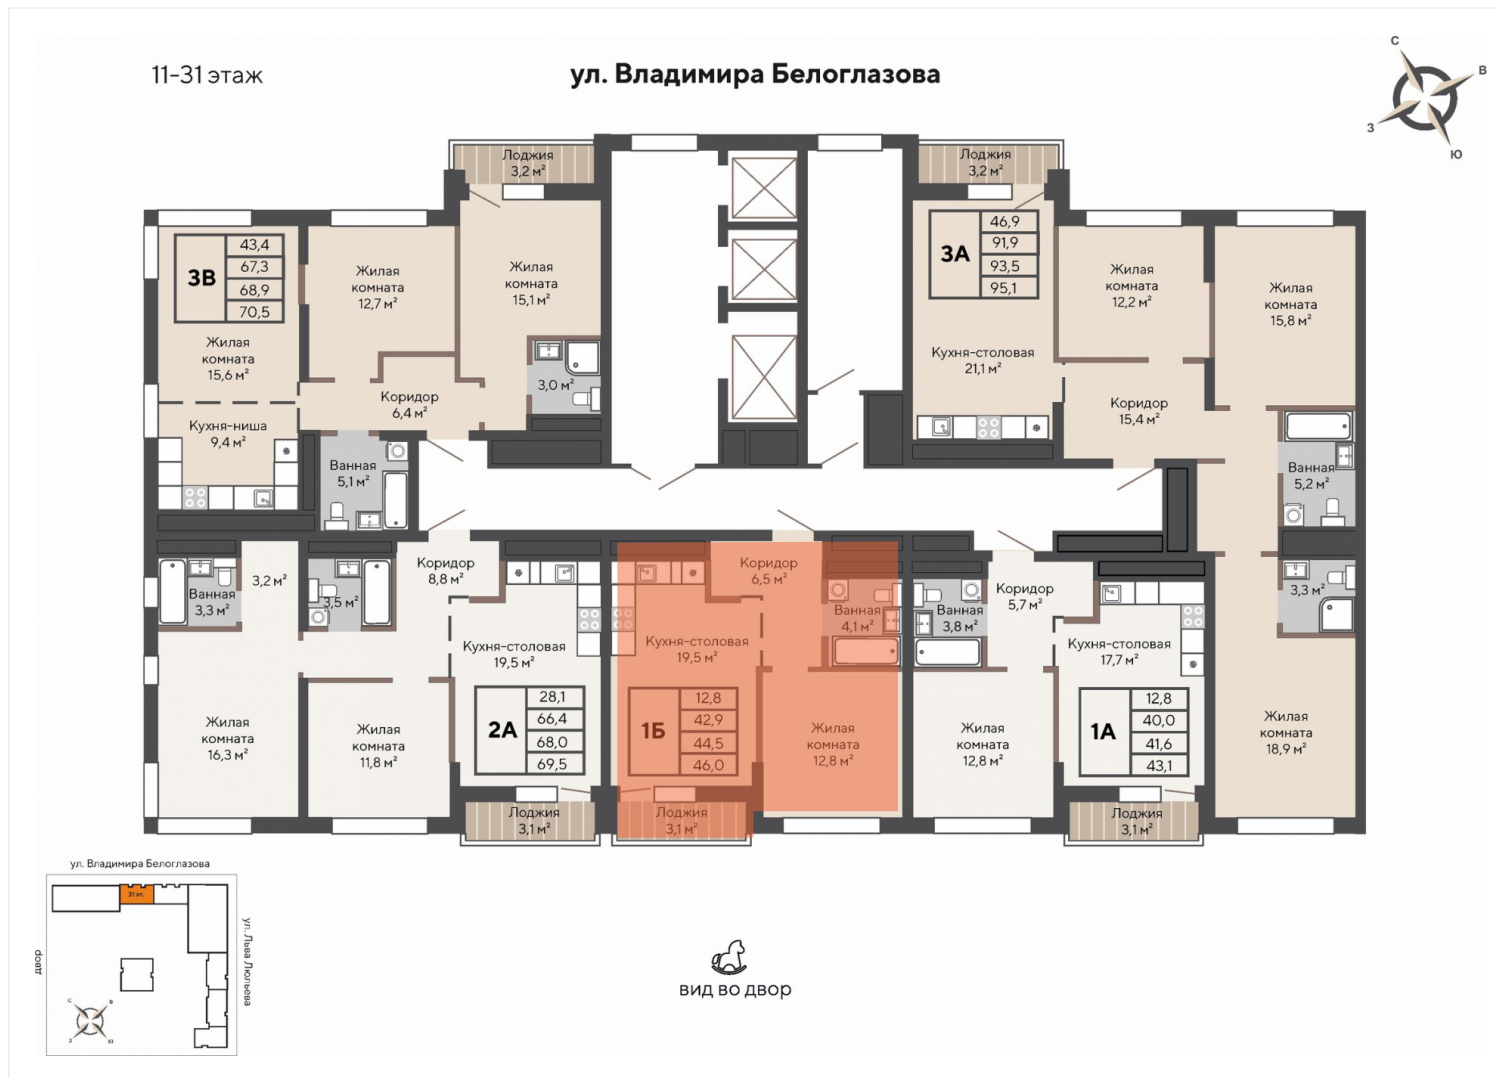 11-31 этаж
ул. Владимира Белоглазова
С
В
З
Ю
Лоджия
3,2 м²
Лоджия
3,2 м²
3В
43,4
67,3
68,9
70,5
Жилая
комната
12,7 м²
Жилая
комната
15,1 м²
3А
46,9
91,9
93,5
95,1
Жилая
комната
12,2 м²
Жилая
комната
15,8 м²
Жилая
комната
15,6 м²
Кухня-столовая
21,1 м²
3,0 м²
Коридор
6,4 м²
Коридор
15,4 м²
Кухня-ниша
9,4 м²
Ванная
5,1 м²
Ванная
5,2 м²
3,2 м²
Ванная
3,3 м²
3,5 м²
Коридор
8,8 м²
Коридор
6,5 м²
Ванная
4,1 м²
Ванная
3,8 м²
Коридор
5,7 м²
3,3 м²
Кухня-столовая
19,5 м²
Кухня-столовая
19,5 м²
Кухня-столовая
17,7 м²
Жилая
комната
16,3 м²
Жилая
комната
11,8 м²
2А
28,1
66,4
68,0
69,5
1Б
12,8
42,9
44,5
46,0
Жилая
комната
12,8 м²
Жилая
комната
12,8 м²
1А
12,8
40,0
41,6
43,1
Жилая
комната
18,9 м²
Лоджия
3,1 м²
Лоджия
3,1 м²
Лоджия
3,1 м²
ул. Владимира Белоглазова
31 эт.
двор
ул. Льва Люльева
С
В
З
Ю
вид во двор